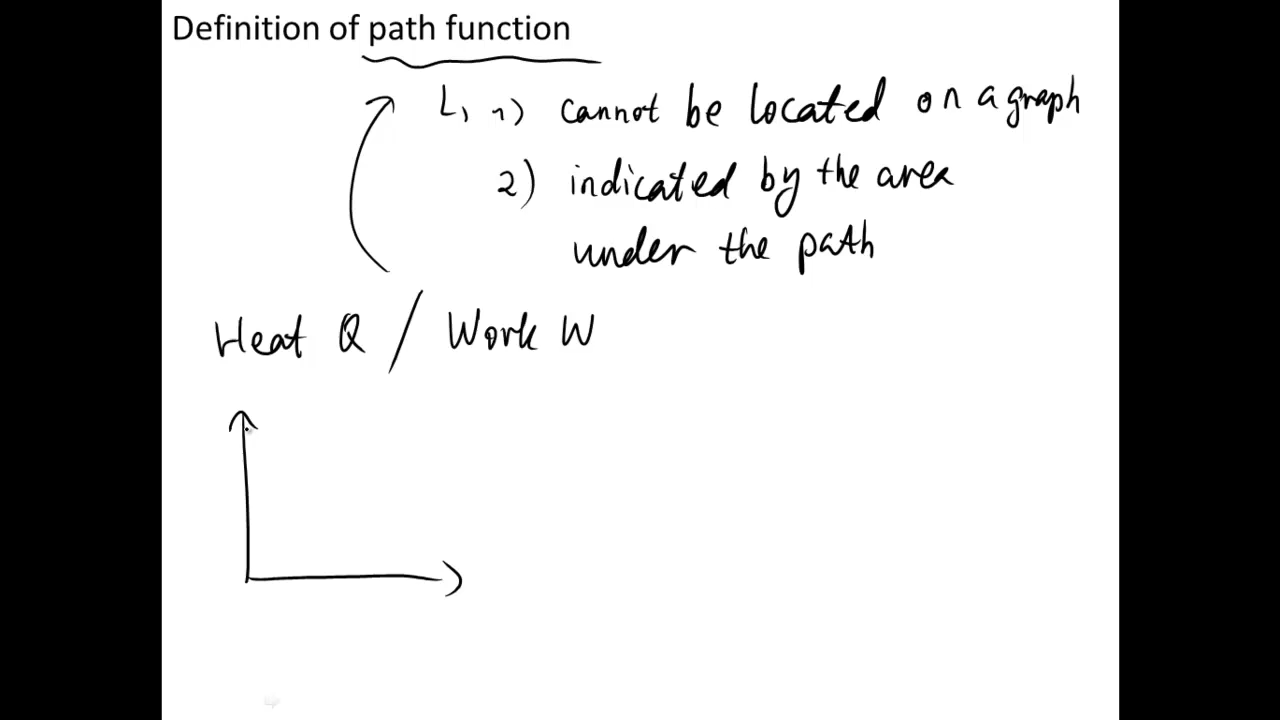 Definition of path function
1) cannot be located on a graph
2) indicated by the area
under the path
Heat Q / Work W